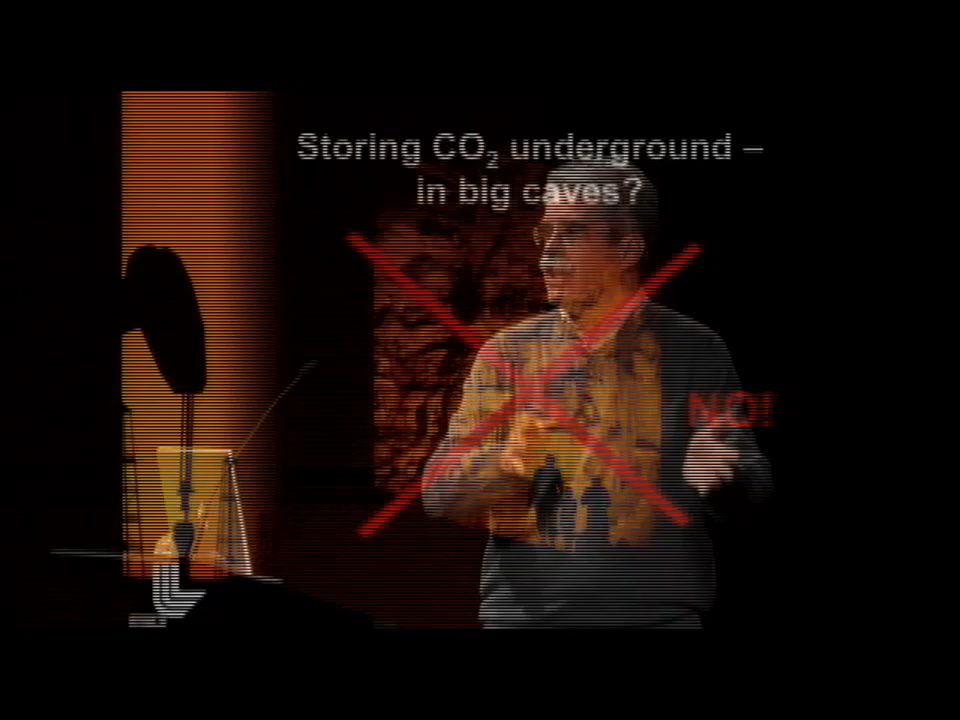 Storing CO₂ underground –
in big caves?
NO!